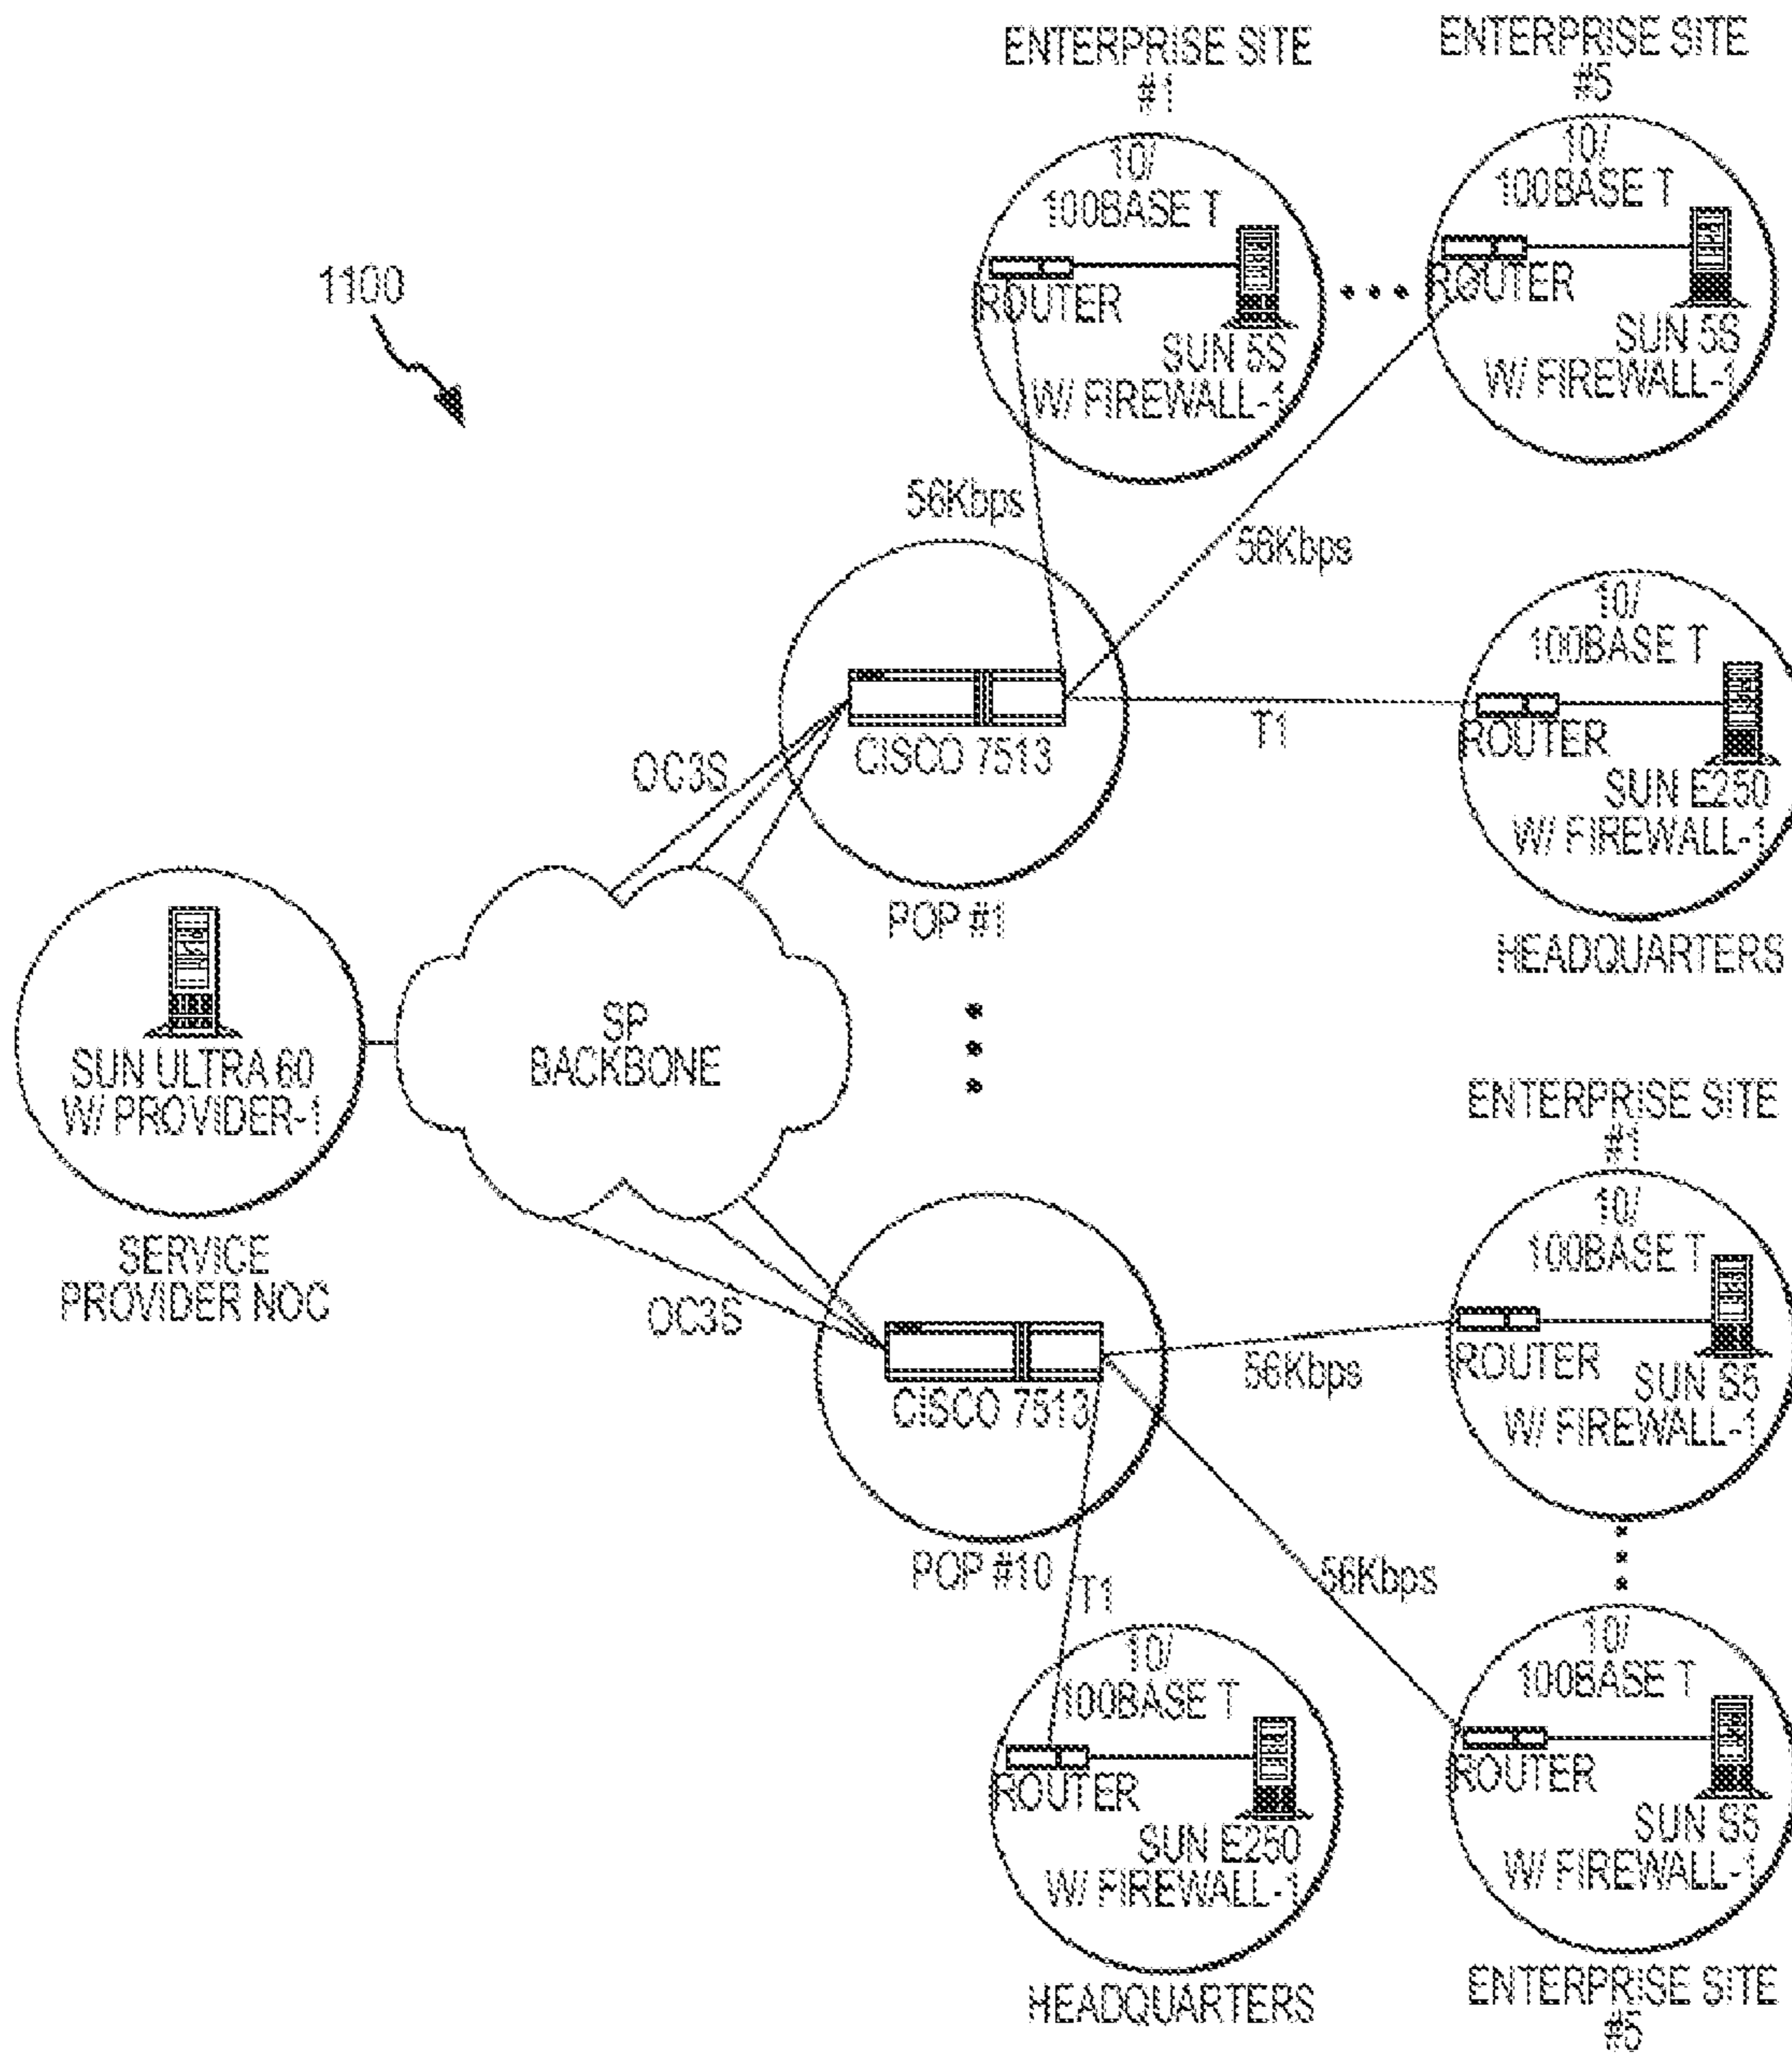 1100
ENTERPRISE SITE
#1
10/
100BASE T
ROUTER
SUN 5S
W/ FIREWALL-1
ENTERPRISE SITE
#5
10/
100BASE T
ROUTER
SUN 5S
W/ FIREWALL-1
56Kbps
56Kbps
10/
100BASE T
ROUTER
SUN E250
W/ FIREWALL-1
HEADQUARTERS
T1
CISCO 7513
POP #1
OC3S
SUN ULTRA 60
W/ PROVIDER-1
SERVICE
PROVIDER NOC
SP
BACKBONE
OC3S
CISCO 7513
POP #10
56Kbps
ENTERPRISE SITE
#1
10/
100BASE T
ROUTER
SUN S5
W/ FIREWALL-1
56Kbps
T1
10/
100BASE T
ROUTER
SUN E250
W/ FIREWALL-1
HEADQUARTERS
10/
100BASE T
ROUTER
SUN S5
W/ FIREWALL-1
ENTERPRISE SITE
#5